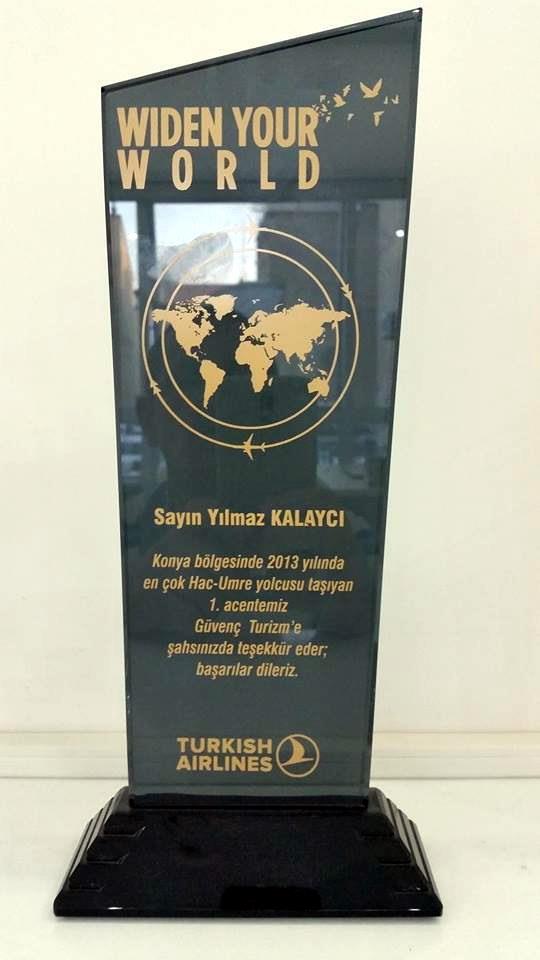 WIDEN YOUR
WORLD
Sayın Yılmaz KALAYCI
Konya bölgesinde 2013 yılında
en çok Hac-Umre yolcusu taşıyan
1. acentemiz
Güvenç Turizm'e
şahsınızda teşekkür eder;
başarılar dileriz.
TURKISH
AIRLINES